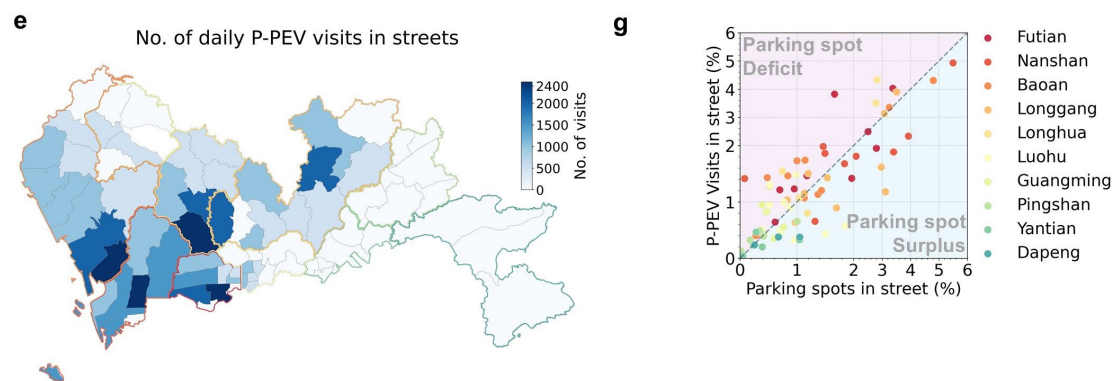 e
No. of daily P-PEV visits in streets
2400
2000
1500
1000
500
0
No. of visits
g
P-PEV Visits in street (%)
6
5
4
3
2
1
0
Parking spot
Deficit
Parking spot
Surplus
0 1 2 3 4 5 6
Parking spots in street (%)
Futian
Nanshan
Baoan
Longgang
Longhua
Luohu
Guangming
Pingshan
Yantian
Dapeng